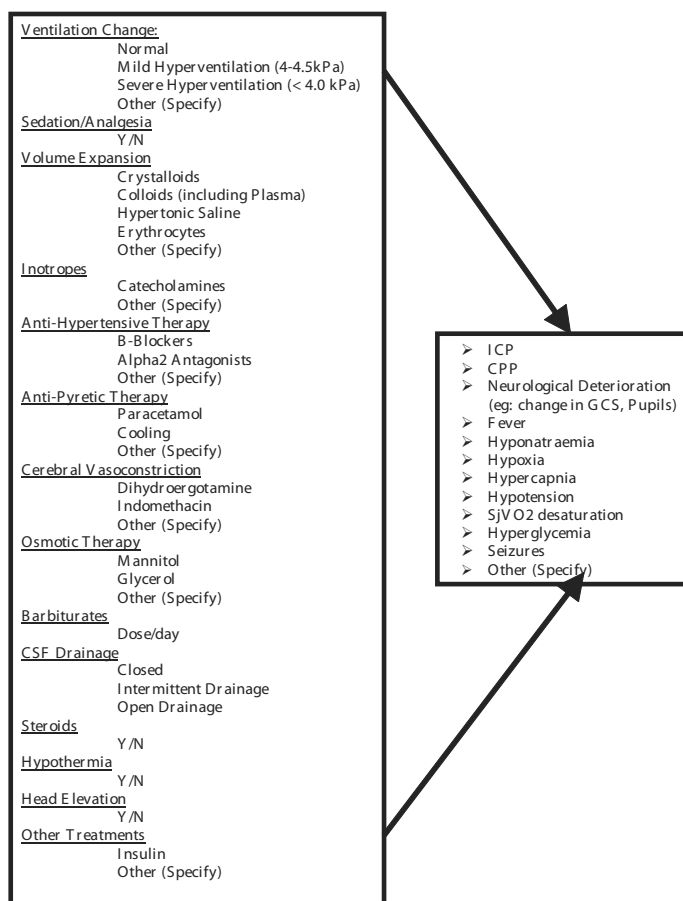 Ventilation Change:
Normal
Mild Hyperventilation (4-4.5kPa)
Severe Hyperventilation (< 4.0 kPa)
Other (Specify)
Sedation/Analgesia
Y/N
Volume Expansion
Crystalloids
Colloids (including Plasma)
Hypertonic Saline
Erythrocytes
Other (Specify)
Inotropes
Catecholamines
Other (Specify)
Anti-Hypertensive Therapy
B-Blockers
Alpha2 Antagonists
Other (Specify)
Anti-Pyretic Therapy
Paracetamol
Cooling
Other (Specify)
Cerebral Vasoconstriction
Dihydroergotamine
Indomethacin
Other (Specify)
Osmotic Therapy
Mannitol
Glycerol
Other (Specify)
Barbiturates
Dose/day
CSF Drainage
Closed
Intermittent Drainage
Open Drainage
Steroids
Y/N
Hypothermia
Y/N
Head Elevation
Y/N
Other Treatments
Insulin
Other (Specify)
➢ ICP
➢ CPP
➢ Neurological Deterioration
(eg: change in GCS, Pupils)
➢ Fever
➢ Hyponatraemia
➢ Hypoxia
➢ Hypercapnia
➢ Hypotension
➢ SjVO2 desaturation
➢ Hyperglycemia
➢ Seizures
➢ Other (Specify)